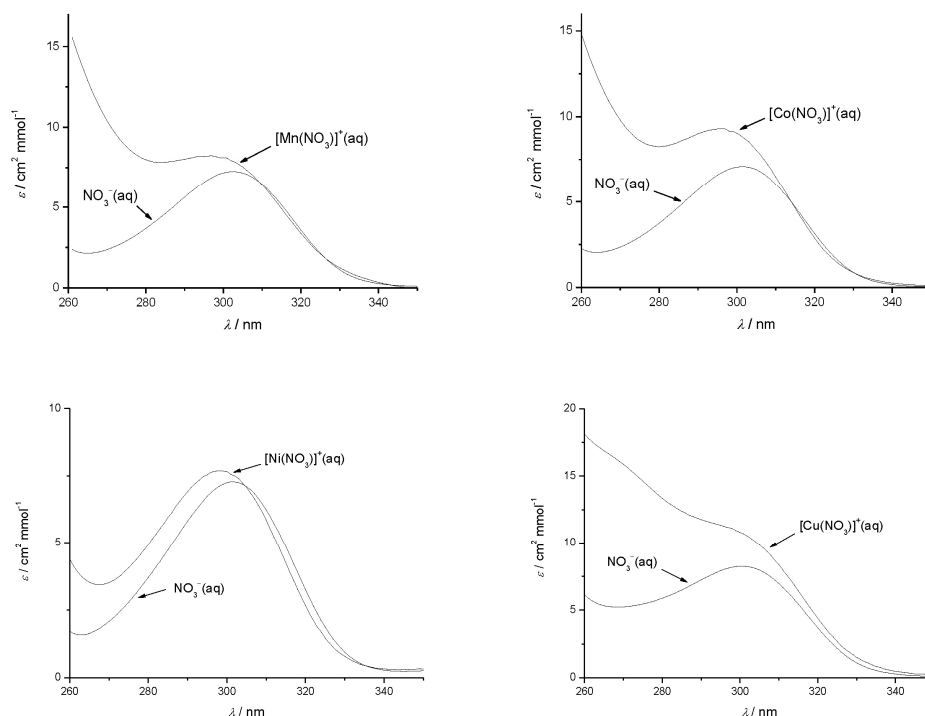 15
10
5
0
ε / cm² mmol⁻¹
[Mn(NO₃)]⁺(aq)
NO₃⁻(aq)
260 280 300 320 340
λ / nm
15
10
5
0
ε / cm² mmol⁻¹
[Co(NO₃)]⁺(aq)
NO₃⁻(aq)
260 280 300 320 340
λ / nm
10
5
0
ε / cm² mmol⁻¹
[Ni(NO₃)]⁺(aq)
NO₃⁻(aq)
260 280 300 320 340
λ / nm
20
15
10
5
0
ε / cm² mmol⁻¹
[Cu(NO₃)]⁺(aq)
NO₃⁻(aq)
260 280 300 320 340
λ / nm